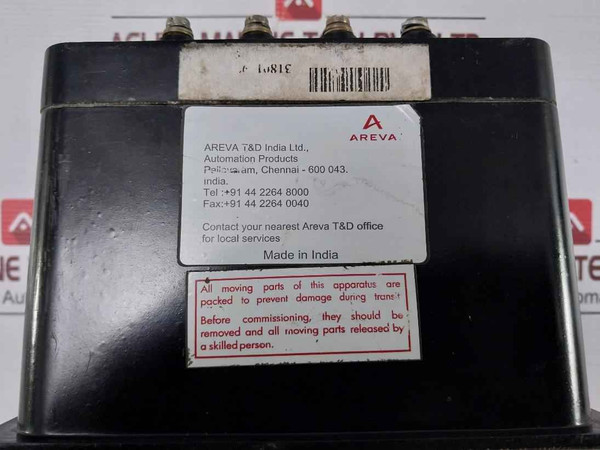 AREVA
AREVA T&D India Ltd.,
Automation Products
Pallavaram, Chennai - 600 043.
India.
Tel :+91 44 2264 8000
Fax:+91 44 2264 0040
Contact your nearest Areva T&D office
for local services
Made in India
All moving parts of this apparatus are
packed to prevent damage during transit
Before commissioning, they should be
removed and all moving parts released by
a skilled person.